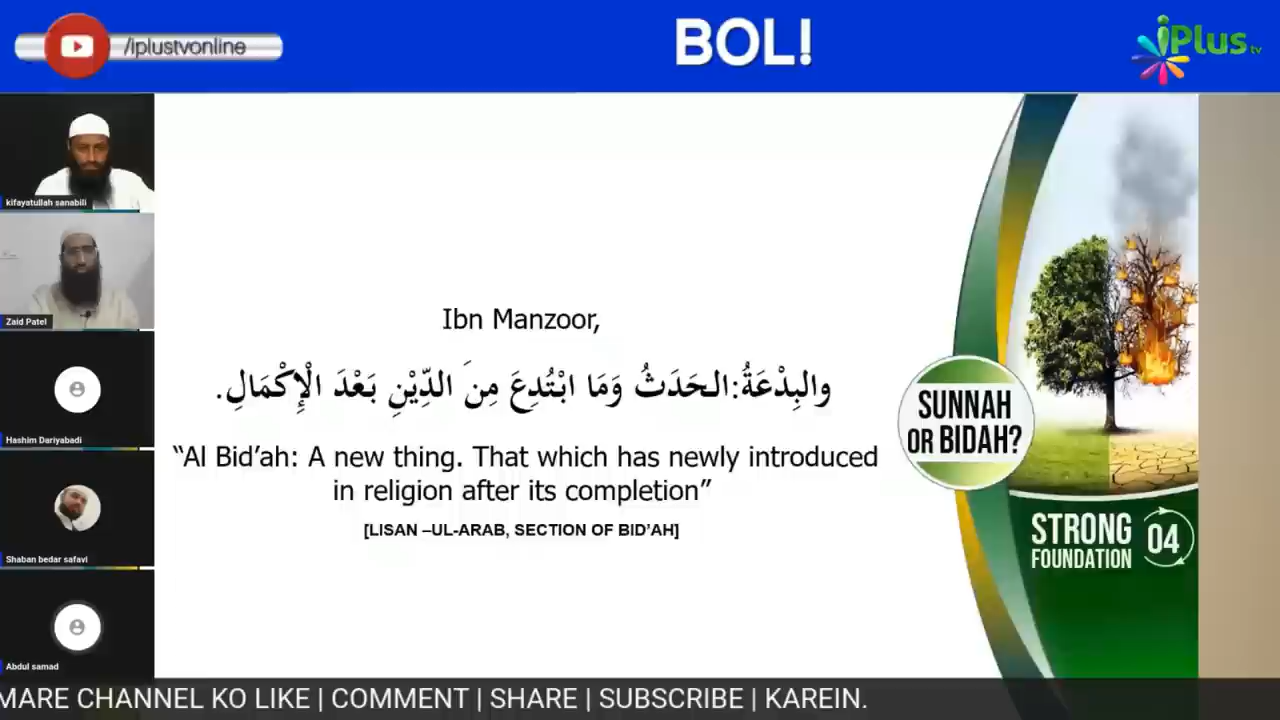 /iplustvonline
BOL!
iPlus tv
kifayatullah sanabili
Zaid Patel
Hashim Dariyabadi
Shaban bedar safavi
Abdul samad
Ibn Manzoor,
والبِدْعَةُ:الـحَدَثُ وَمَا ابْتُدِعَ مِنَ الدِّيْنِ بَعْدَ الْإِكْمَالِ.
“Al Bid’ah: A new thing. That which has newly introduced
in religion after its completion”
[LISAN –UL-ARAB, SECTION OF BID’AH]
SUNNAH
OR BIDAH?
STRONG
FOUNDATION
04
MARE CHANNEL KO LIKE | COMMENT | SHARE | SUBSCRIBE | KAREIN.